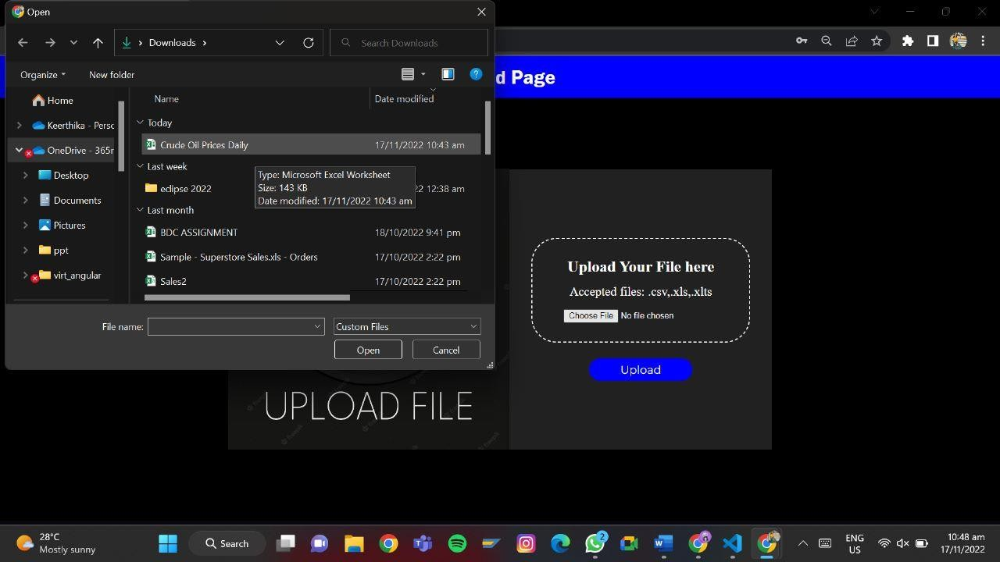 Open
Downloads
Search Downloads
Organize
New folder
Home
Keerthika - Persc
OneDrive - 365r
Desktop
Documents
Pictures
ppt
virt_angular
Name
Date modified
Today
Crude Oil Prices Daily 17/11/2022 10:43 am
Last week
eclipse 2022 22 12:38 am
Type: Microsoft Excel Worksheet
Size: 143 KB
Date modified: 17/11/2022 10:43 am
Last month
BDC ASSIGNMENT 18/10/2022 9:41 pm
Sample - Superstore Sales.xls - Orders 17/10/2022 2:22 pm
Sales2 17/10/2022 2:22 pm
File name:
Custom Files
Open
Cancel
d Page
UPLOAD FILE
Upload Your File here
Accepted files: .csv,.xls,.xlts
Choose File No file chosen
Upload
28°C
Mostly sunny
Search
2
ENG
US
10:48 am
17/11/2022